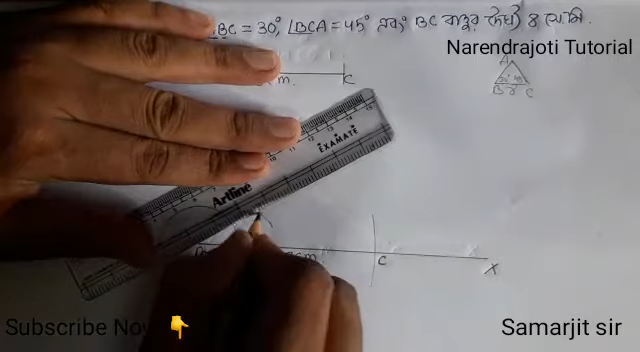 BC = 30°, ∠BCA = 45° এবং BC বাহুর দৈর্ঘ্য 8 সে.মি.
Narendrajoti Tutorial
A
B C
m. C
EXAMATE
Artline
C
X
Subscribe Now 👇
Samarjit sir